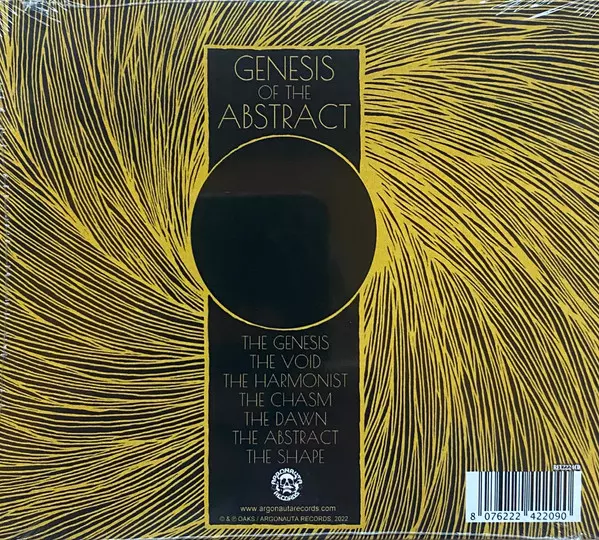 GENESIS
OF THE
ABSTRACT
THE GENESIS
THE VOID
THE HARMONIST
THE CHASM
THE DAWN
THE ABSTRACT
THE SHAPE
ARGONAUTA
RECORDS
www.argonautarecords.com
© & ℗ OAKS / ARGONAUTA RECORDS, 2022
8 076222 422090